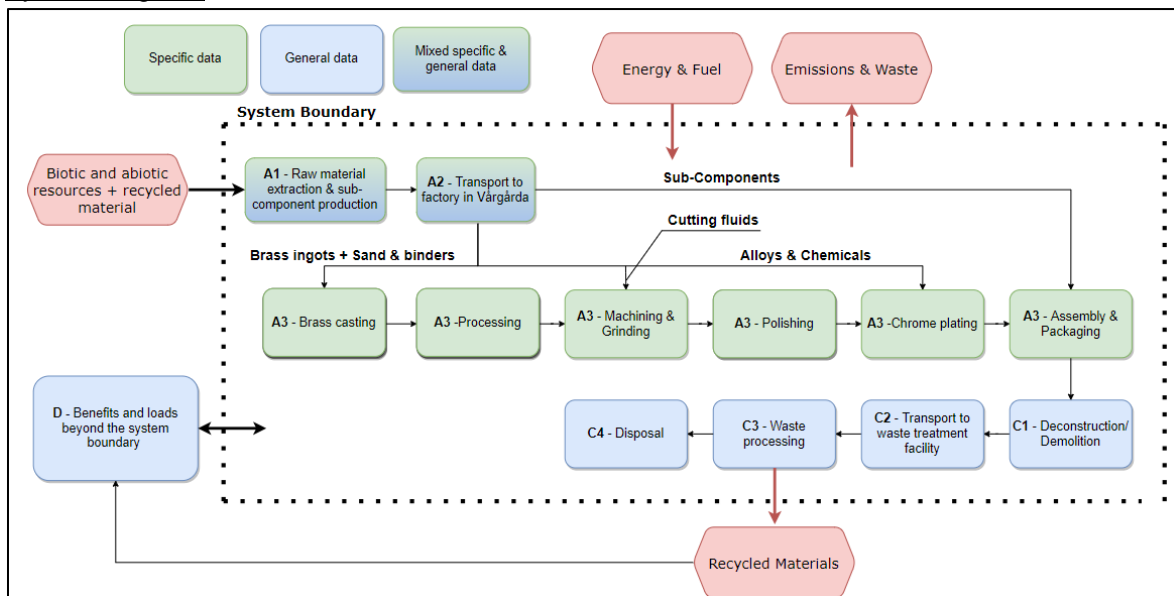 Specific data
General data
Mixed specific &
general data
Energy & Fuel
Emissions & Waste
System Boundary
Biotic and abiotic
resources + recycled
material
A1 - Raw material
extraction & sub-
component production
A2 - Transport to
factory in Vårgårda
Sub-Components
Cutting fluids
Brass ingots + Sand & binders
Alloys & Chemicals
A3 - Brass casting
A3 -Processing
A3 - Machining &
Grinding
A3 - Polishing
A3 -Chrome plating
A3 - Assembly &
Packaging
D - Benefits and loads
beyond the system
boundary
C4 - Disposal
C3 - Waste
processing
C2 - Transport to
waste treatment
facility
C1 - Deconstruction/
Demolition
Recycled Materials